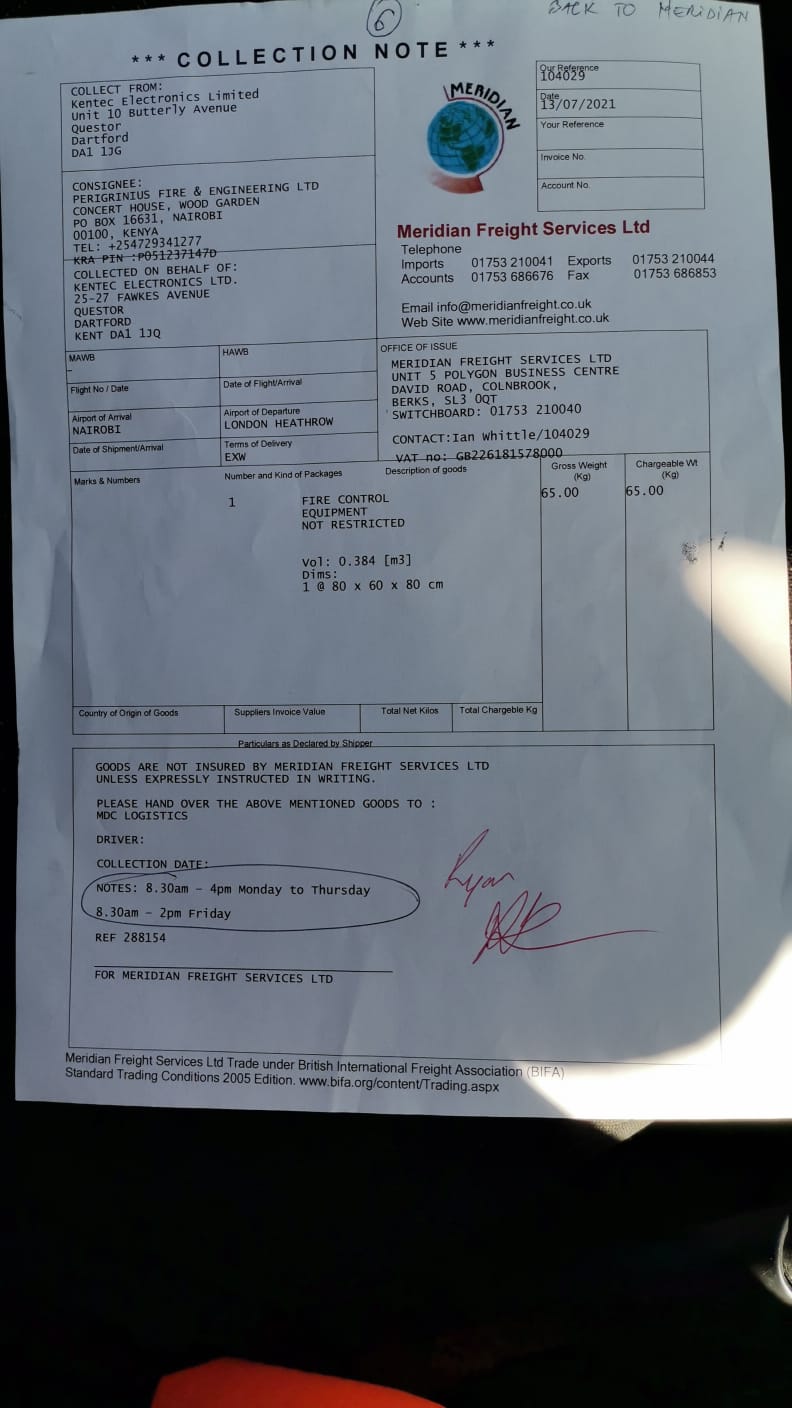 6
BACK TO MERIDIAN
*** COLLECTION NOTE ***
COLLECT FROM:
Kentec Electronics Limited
Unit 10 Butterly Avenue
Questor
Dartford
DA1 1JG
MERIDIAN
Our Reference
104029
Date
13/07/2021
Your Reference
Invoice No.
Account No.
CONSIGNEE:
PERIGRINIUS FIRE & ENGINEERING LTD
CONCERT HOUSE, WOOD GARDEN
PO BOX 16631, NAIROBI
00100, KENYA
TEL: +254729341277
KRA PIN :P051237147D
COLLECTED ON BEHALF OF:
KENTEC ELECTRONICS LTD.
25-27 FAWKES AVENUE
QUESTOR
DARTFORD
KENT DA1 1JQ
Meridian Freight Services Ltd
Telephone
Imports 01753 210041 Exports 01753 210044
Accounts 01753 686676 Fax 01753 686853
Email info@meridianfreight.co.uk
Web Site www.meridianfreight.co.uk
MAWB
-
HAWB
Flight No / Date
Date of Flight/Arrival
Airport of Arrival
NAIROBI
Airport of Departure
LONDON HEATHROW
Date of Shipment/Arrival
Terms of Delivery
EXW
OFFICE OF ISSUE
MERIDIAN FREIGHT SERVICES LTD
UNIT 5 POLYGON BUSINESS CENTRE
DAVID ROAD, COLNBROOK,
BERKS, SL3 0QT
SWITCHBOARD: 01753 210040
CONTACT:Ian Whittle/104029
VAT no: GB226181578000
Marks & Numbers
Number and Kind of Packages
Description of goods
Gross Weight
(Kg)
Chargeable Wt
(Kg)
1 FIRE CONTROL 65.00 65.00
EQUIPMENT
NOT RESTRICTED
Vol: 0.384 [m3]
Dims:
1 @ 80 x 60 x 80 cm
Country of Origin of Goods
Suppliers Invoice Value
Total Net Kilos
Total Chargeble Kg
Particulars as Declared by Shipper
GOODS ARE NOT INSURED BY MERIDIAN FREIGHT SERVICES LTD
UNLESS EXPRESSLY INSTRUCTED IN WRITING.
PLEASE HAND OVER THE ABOVE MENTIONED GOODS TO :
MDC LOGISTICS
DRIVER:
COLLECTION DATE:
NOTES: 8.30am - 4pm Monday to Thursday
8.30am - 2pm Friday
REF 288154
Ryan
FOR MERIDIAN FREIGHT SERVICES LTD
Meridian Freight Services Ltd Trade under British International Freight Association (BIFA)
Standard Trading Conditions 2005 Edition. www.bifa.org/content/Trading.aspx